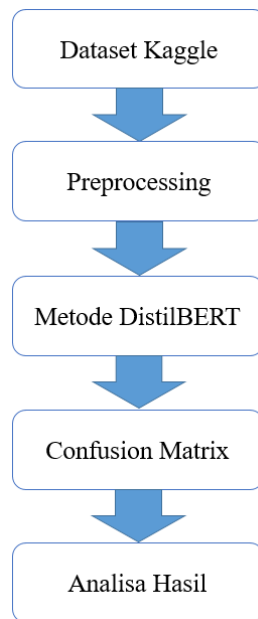 Dataset Kaggle
Preprocessing
Metode DistilBERT
Confusion Matrix
Analisa Hasil